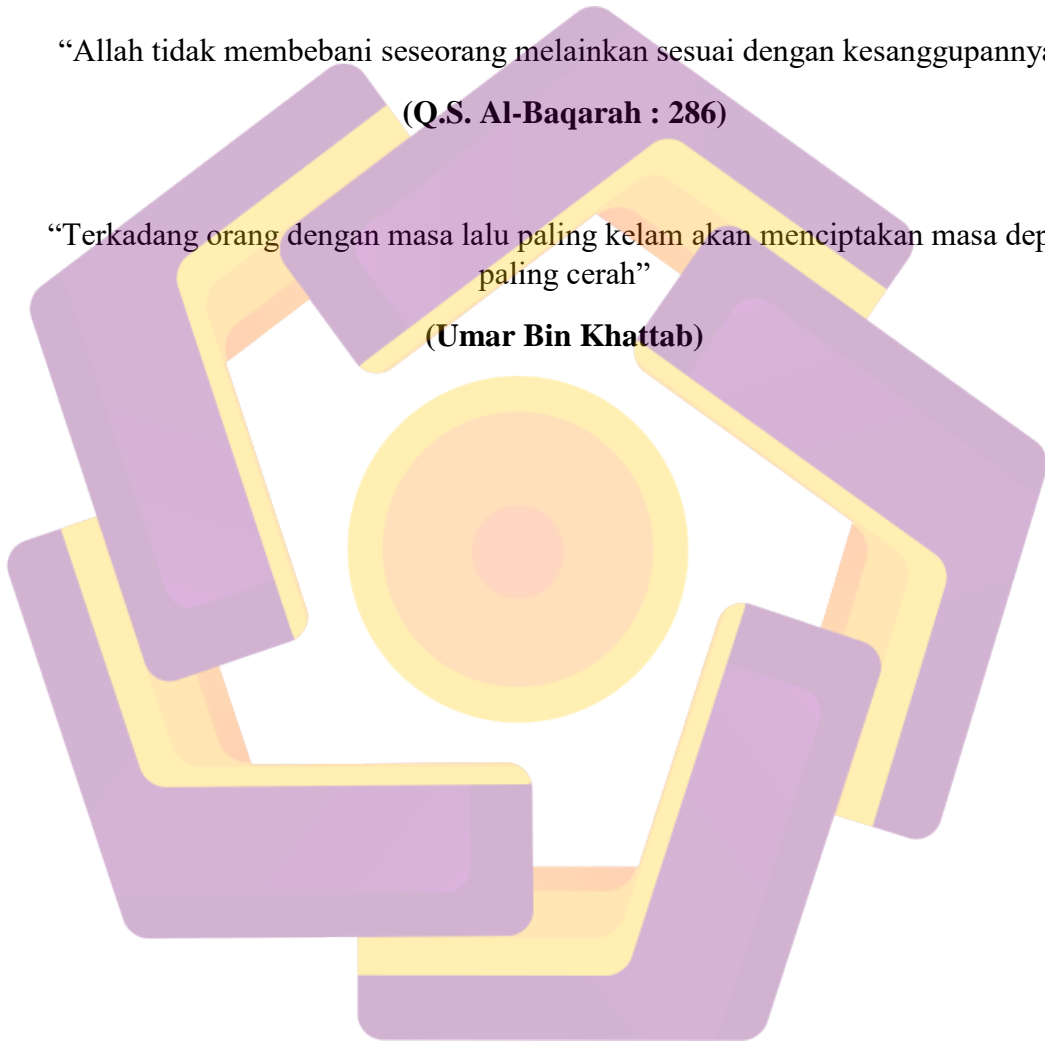 “Allah tidak membebani seseorang melainkan sesuai dengan kesanggupannya
(Q.S. Al-Baqarah : 286)
“Terkadang orang dengan masa lalu paling kelam akan menciptakan masa
paling cerah”
(Umar Bin Khattab)